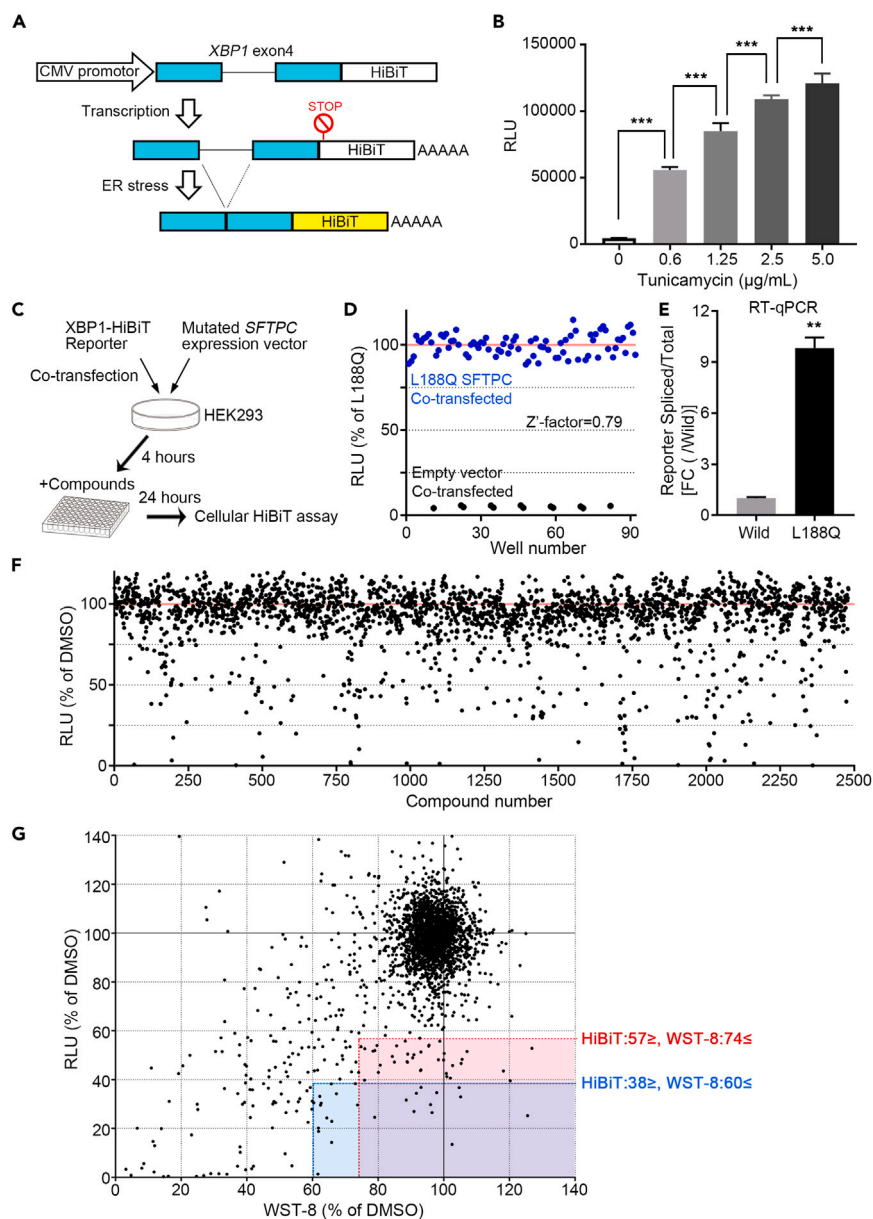 A
XBP1 exon4
CMV promotor
HiBiT
Transcription
STOP
HiBiT
AAAAA
ER stress
HiBiT
AAAAA
B
150000
100000
50000
0
RLU
***
***
***
***
0
0.6
1.25
2.5
5.0
Tunicamycin (µg/mL)
C
XBP1-HiBiT
Reporter
Mutated SFTPC
expression vector
Co-transfection
HEK293
4 hours
+Compounds
24 hours
Cellular HiBiT assay
D
RLU (% of L188Q)
100
50
0
L188Q SFTPC
Co-transfected
Z'-factor=0.79
Empty vector
Co-transfected
0
30
60
90
Well number
E
RT-qPCR
**
Reporter Spliced/Total
[FC ( /Wild)]
12
9
6
3
0
Wild
L188Q
F
RLU (% of DMSO)
100
50
0
0
250
500
750
1000
1250
1500
1750
2000
2250
2500
Compound number
G
RLU (% of DMSO)
140
120
100
80
60
40
20
0
HiBiT:57≥, WST-8:74≤
HiBiT:38≥, WST-8:60≤
0
20
40
60
80
100
120
140
WST-8 (% of DMSO)